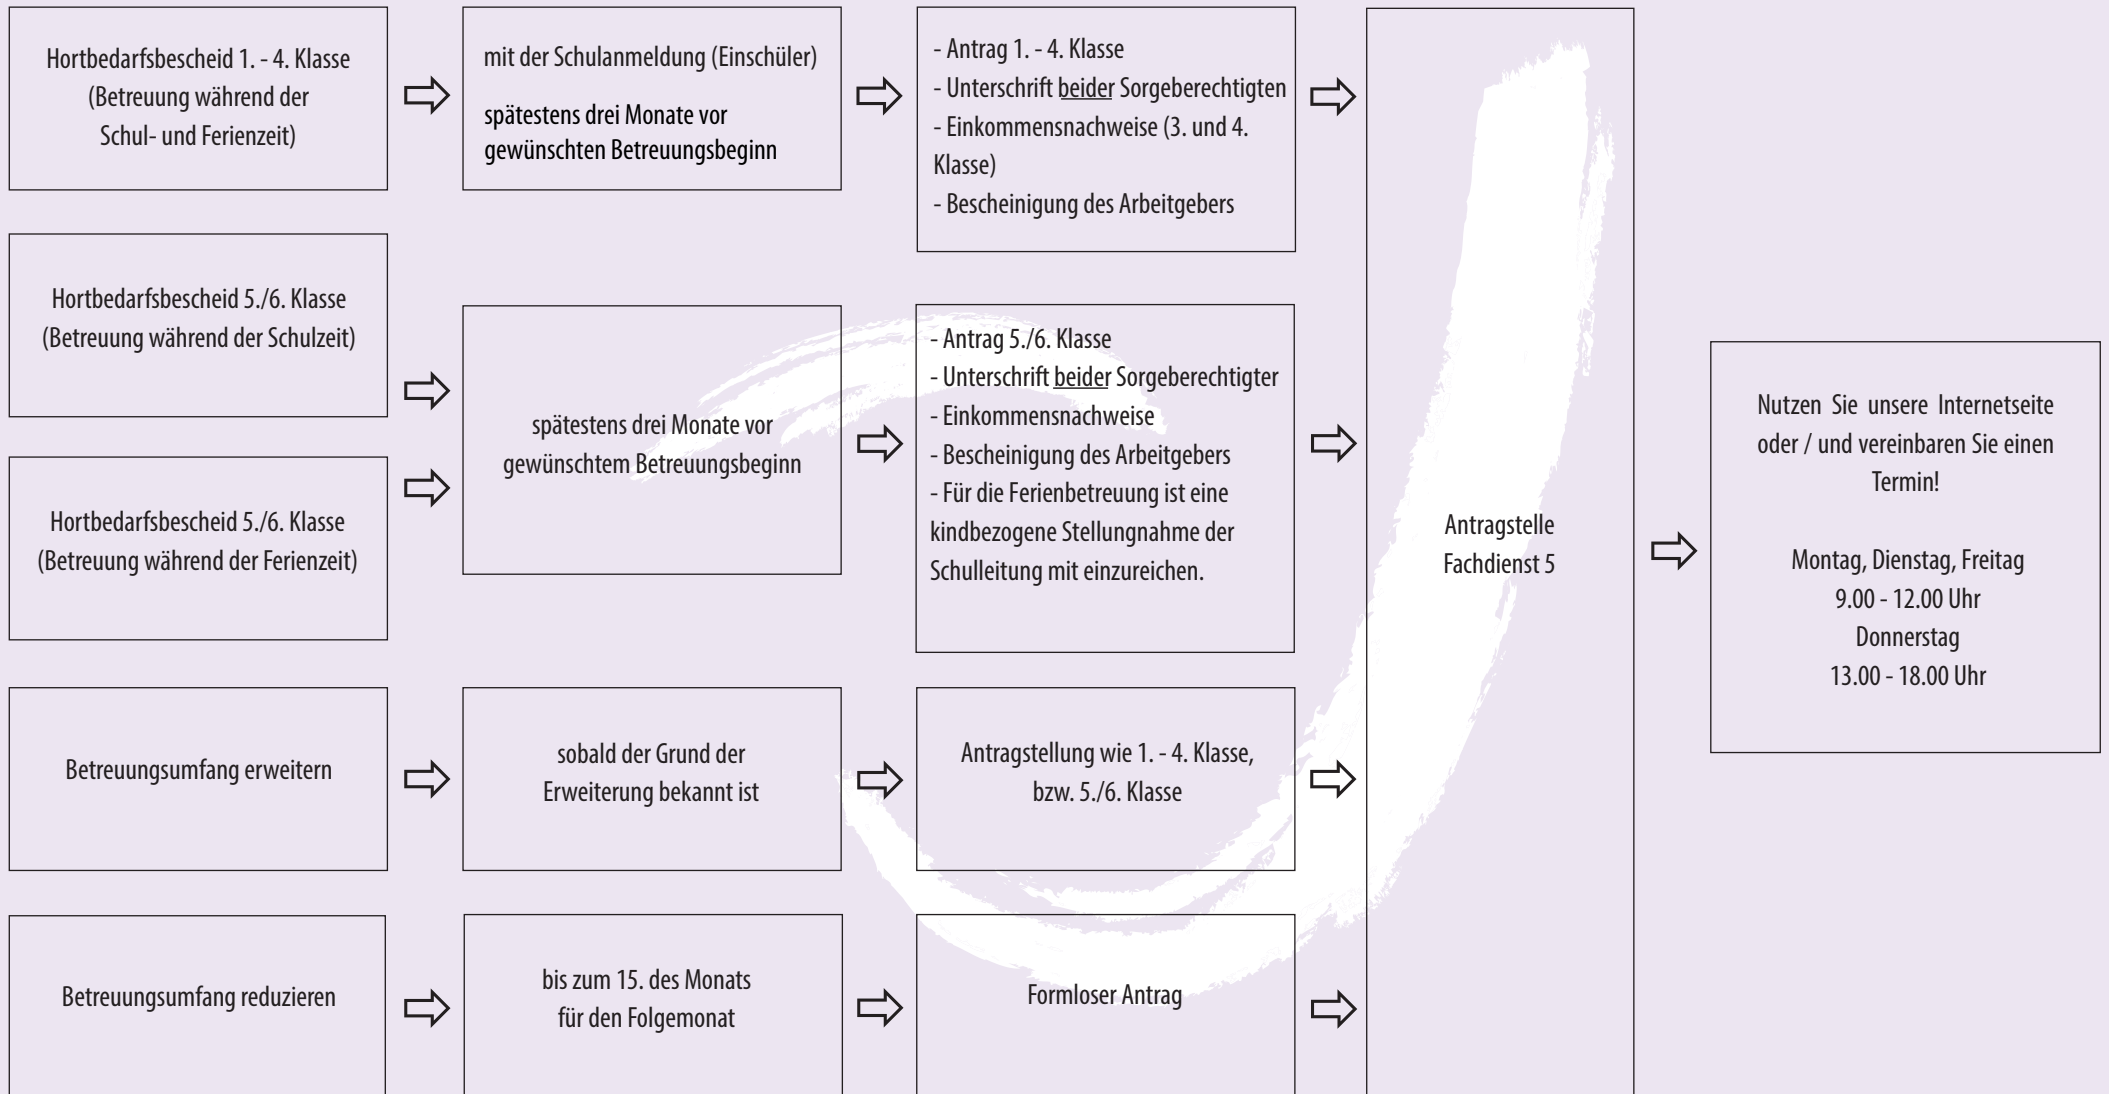 Hortbedarfsbescheid 1. - 4. Klasse
(Betreuung während der
Schul- und Ferienzeit)
mit der Schulanmeldung (Einschüler)
spätestens drei Monate vor
gewünschten Betreuungsbeginn
- Antrag 1. - 4. Klasse
- Unterschrift beider Sorgeberechtigten
- Einkommensnachweise (3. und 4.
Klasse)
- Bescheinigung des Arbeitgebers
Hortbedarfsbescheid 5./6. Klasse
(Betreuung während der Schulzeit)
Hortbedarfsbescheid 5./6. Klasse
(Betreuung während der Ferienzeit)
spätestens drei Monate vor
gewünschtem Betreuungsbeginn
- Antrag 5./6. Klasse
- Unterschrift beider Sorgeberechtigter
- Einkommensnachweise
- Bescheinigung des Arbeitgebers
- Für die Ferienbetreuung ist eine
kindbezogene Stellungnahme der
Schulleitung mit einzureichen.
Betreuungsumfang erweitern
sobald der Grund der
Erweiterung bekannt ist
Antragstellung wie 1. - 4. Klasse,
bzw. 5./6. Klasse
Betreuungsumfang reduzieren
bis zum 15. des Monats
für den Folgemonat
Formloser Antrag
Antragstelle
Fachdienst 5
Nutzen Sie unsere Internetseite
oder / und vereinbaren Sie einen
Termin!
Montag, Dienstag, Freitag
9.00 - 12.00 Uhr
Donnerstag
13.00 - 18.00 Uhr